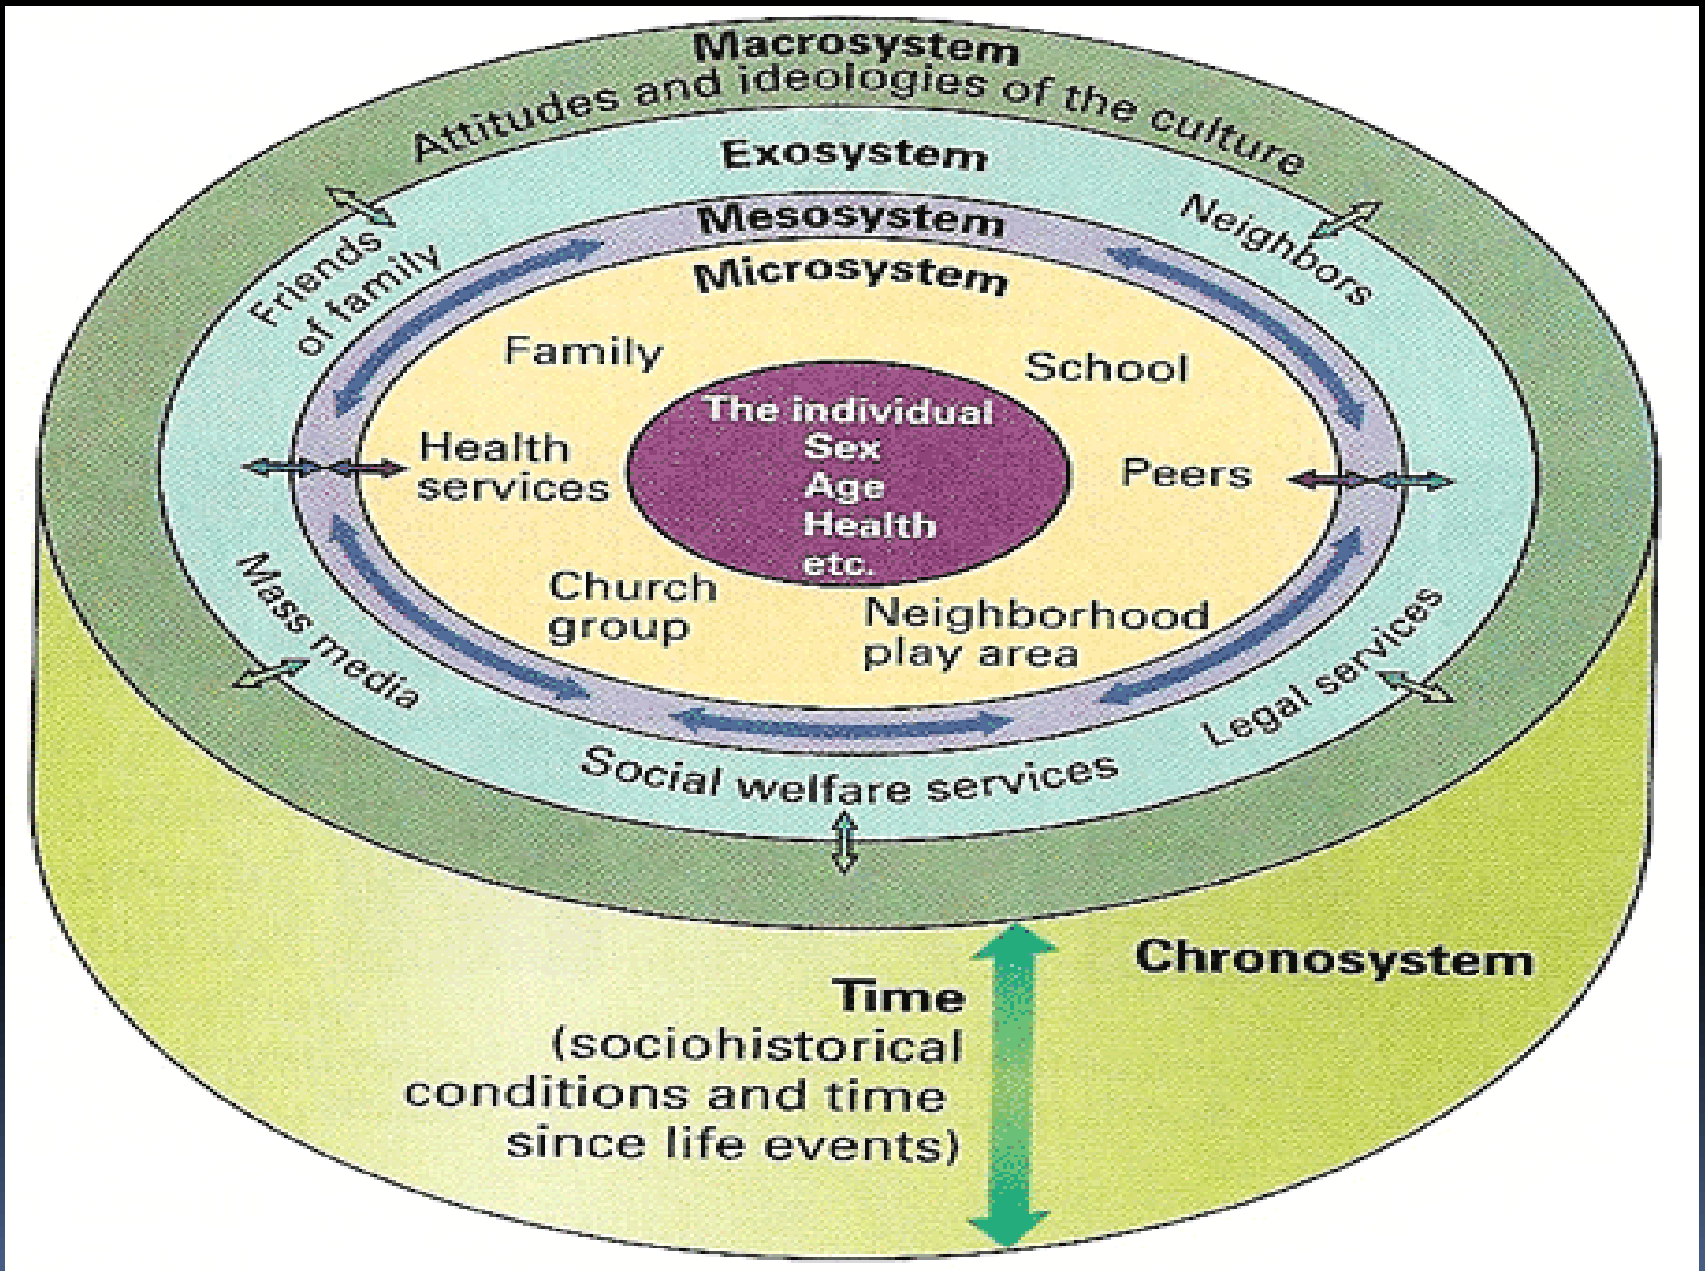 Macrosystem
Attitudes and ideologies of the culture
Exosystem
Mesosystem
Microsystem
Friends
of family
Neighbors
Family
School
The individual
Sex
Age
Health
etc.
Health
services
Peers
Church
group
Neighborhood
play area
Mass media
Legal services
Social welfare services
Chronosystem
Time
(sociohistorical
conditions and time
since life events)